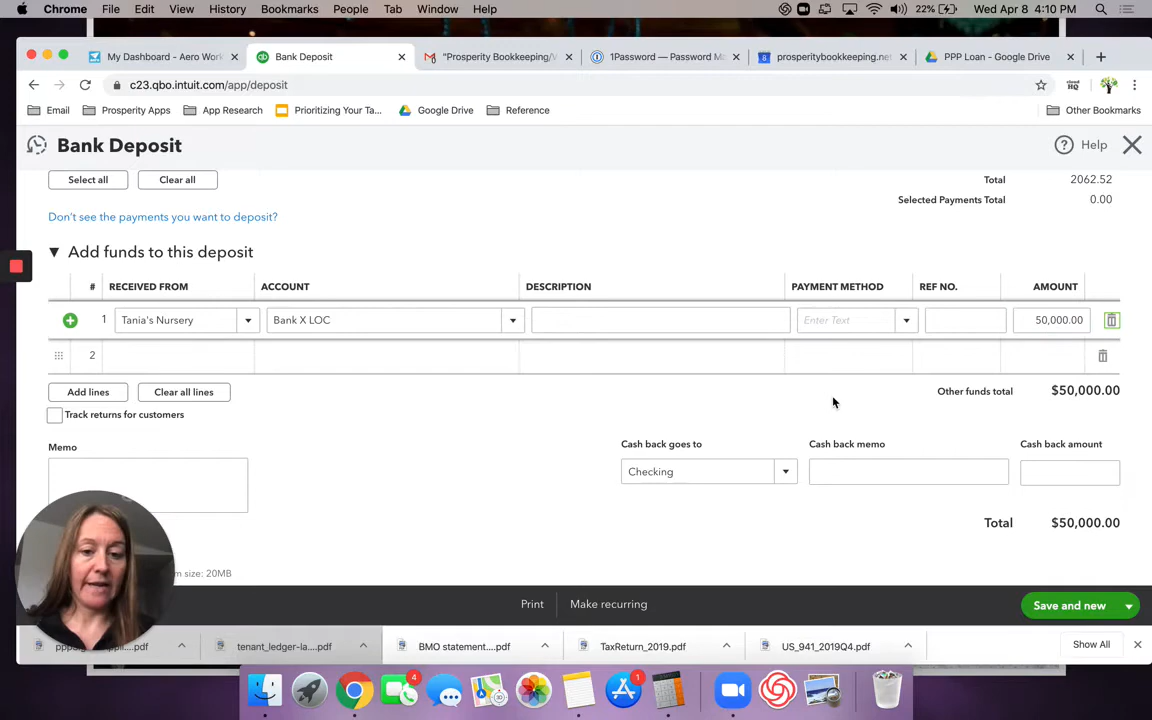 Chrome File Edit View History Bookmarks People Tab Window Help 22% Wed Apr 8 4:10 PM
My Dashboard — Aero Work Bank Deposit "Prosperity Bookkeeping/V 1Password — Password Ma prosperitybookkeeping.net PPP Loan - Google Drive
c23.qbo.intuit.com/app/deposit
Email Prosperity Apps App Research Prioritizing Your Ta... Google Drive Reference Other Bookmarks
Bank Deposit Help
Select all Clear all Total 2062.52
Selected Payments Total 0.00
Don't see the payments you want to deposit?
Add funds to this deposit
# RECEIVED FROM ACCOUNT DESCRIPTION PAYMENT METHOD REF NO. AMOUNT
1 Tania's Nursery Bank X LOC Enter Text 50,000.00
2
Add lines Clear all lines Other funds total $50,000.00
Track returns for customers
Memo Cash back goes to Cash back memo Cash back amount
Checking
Total $50,000.00
m size: 20MB
Print Make recurring Save and new
....pdf tenant_ledger-la....pdf BMO statement....pdf TaxReturn_2019.pdf US_941_2019Q4.pdf Show All
4 1